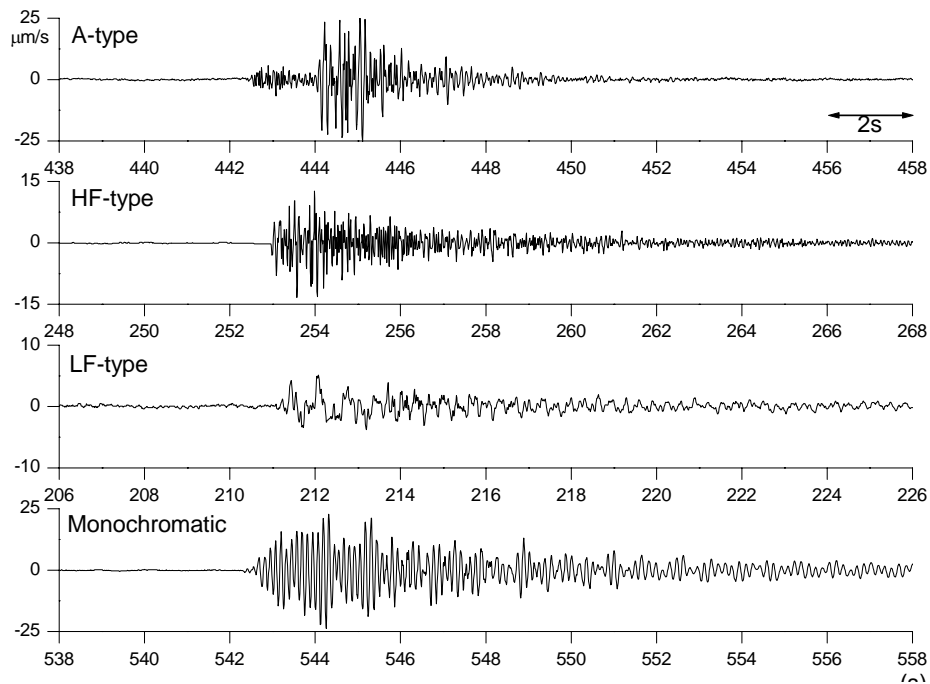 25
μm/s
A-type
0
2s
-25
438 440 442 444 446 448 450 452 454 456 458
15
HF-type
0
-15
248 250 252 254 256 258 260 262 264 266 268
10
LF-type
0
-10
206 208 210 212 214 216 218 220 222 224 226
25
Monochromatic
0
-25
538 540 542 544 546 548 550 552 554 556 558